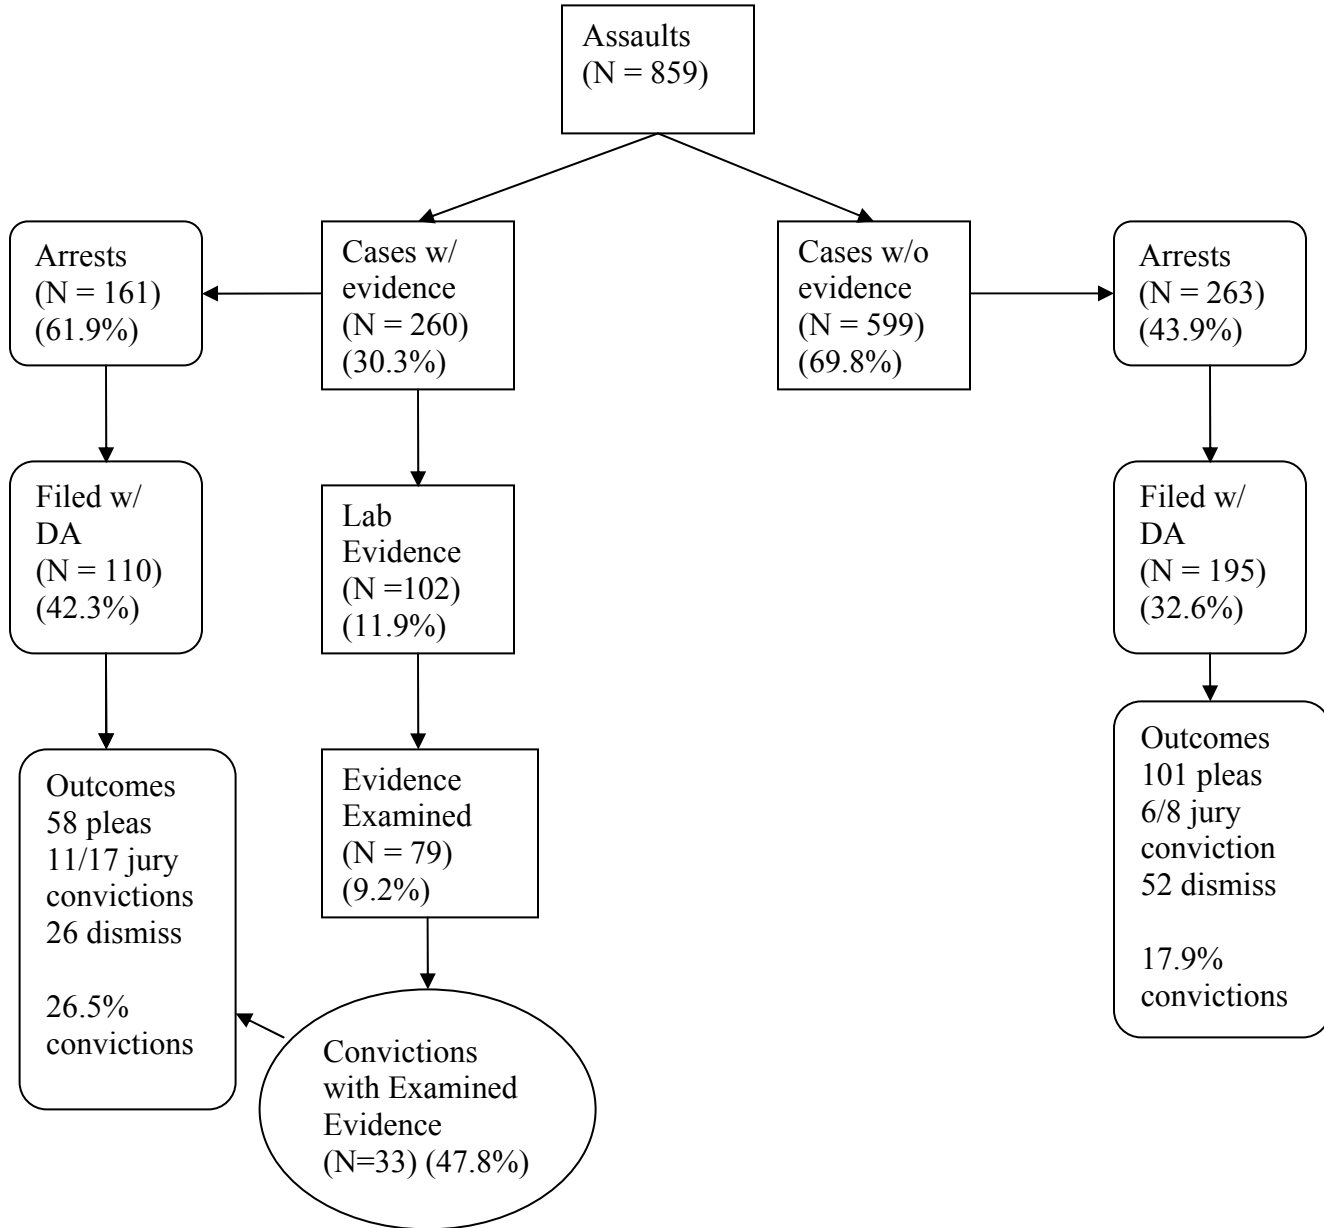 Assaults
(N = 859)
Arrests
(N = 161)
(61.9%)
Cases w/
evidence
(N = 260)
(30.3%)
Cases w/o
evidence
(N = 599)
(69.8%)
Arrests
(N = 263)
(43.9%)
Filed w/
DA
(N = 110)
(42.3%)
Lab
Evidence
(N =102)
(11.9%)
Filed w/
DA
(N = 195)
(32.6%)
Outcomes
58 pleas
11/17 jury
convictions
26 dismiss
26.5%
convictions
Evidence
Examined
(N = 79)
(9.2%)
Outcomes
101 pleas
6/8 jury
conviction
52 dismiss
17.9%
convictions
Convictions
with Examined
Evidence
(N=33) (47.8%)